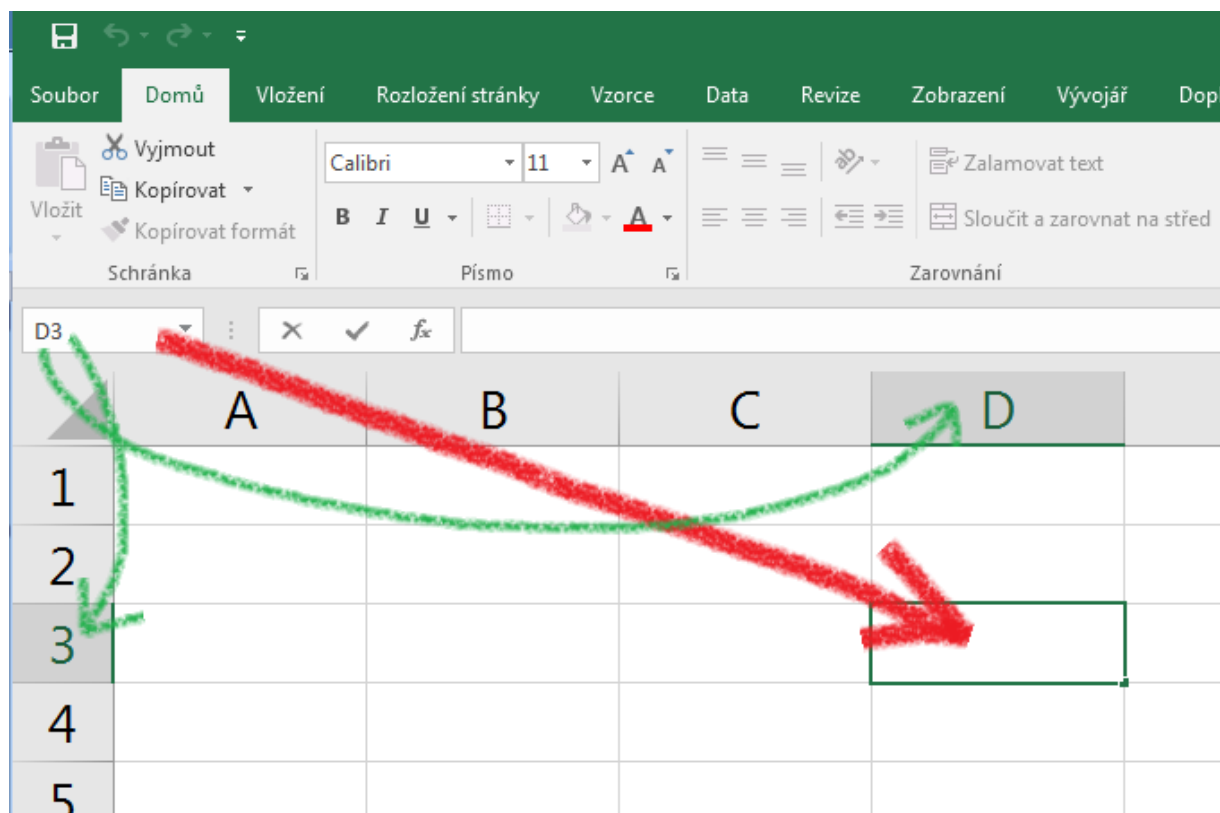 Soubor Domů Vložení Rozložení stránky Vzorce Data Revize Zobrazení Vývojář
Vložit
Vyjmout
Kopírovat
Kopírovat formát
Schránka
Calibri 11 A A
B I U A
Písmo
Zalamovat text
Sloučit a zarovnat na střed
Zarovnání
D3 fx
A B C D
1
2
3
4
5